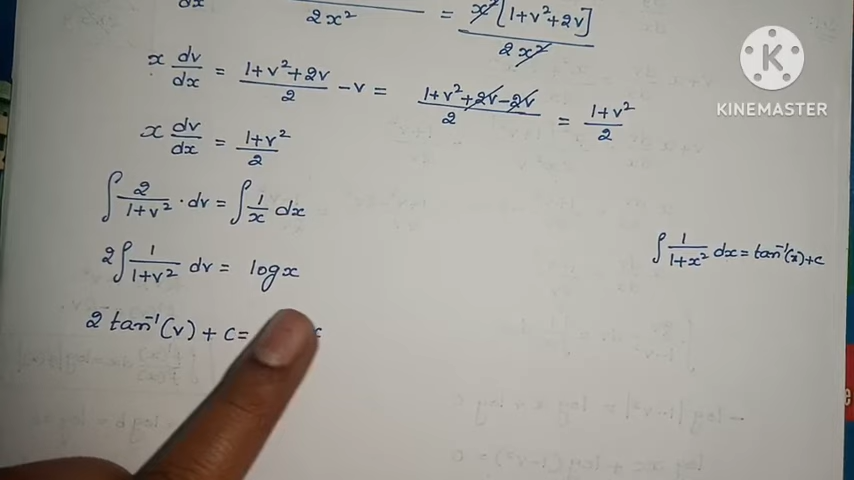 dx 2x² = x²[1+v²+2v] / 2x²
x dv/dx = (1+v²+2v)/2 - v = (1+v²+2v-2v)/2 = (1+v²)/2
x dv/dx = (1+v²)/2
∫ 2/(1+v²) · dv = ∫ 1/x dx
∫ 1/(1+x²) dx = tan⁻¹(x)+c
2∫ 1/(1+v²) dv = log x
2 tan⁻¹(v) + c =
KINEMASTER